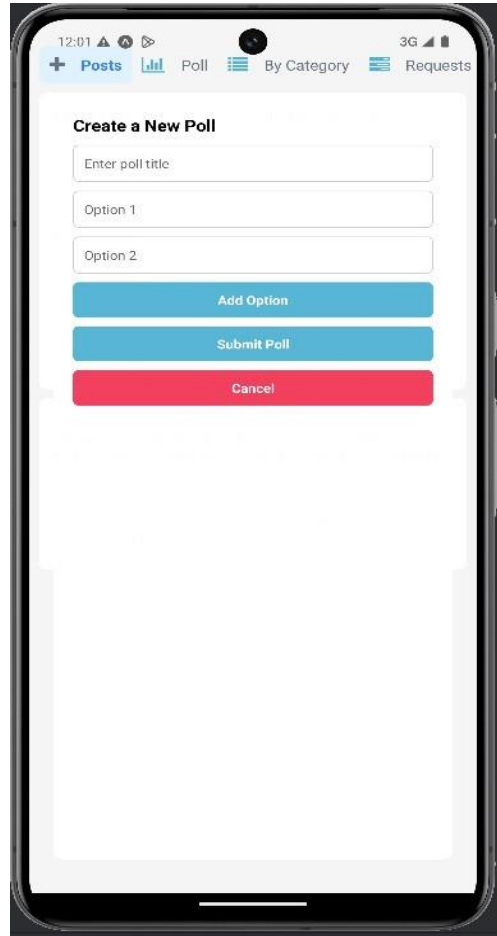 12:01 3G
Posts Poll By Category Requests
Create a New Poll
Enter poll title
Option 1
Option 2
Add Option
Submit Poll
Cancel